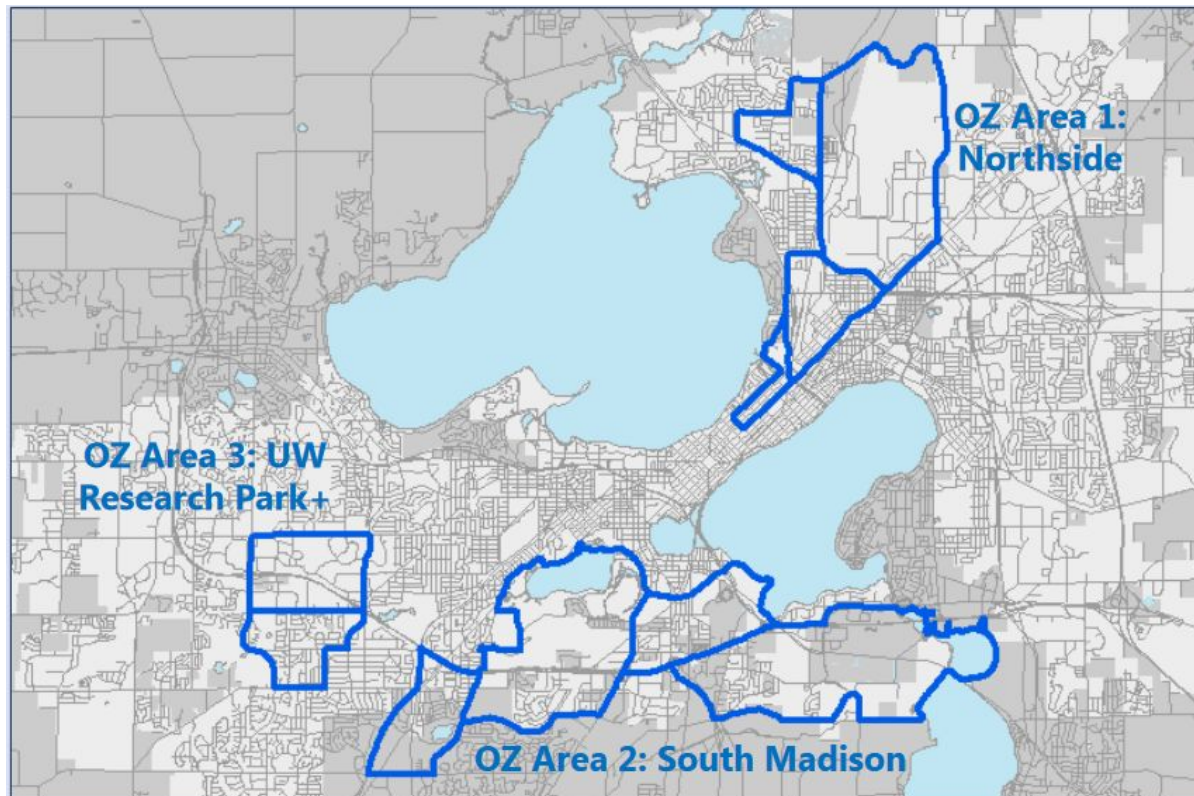 OZ Area 1:
Northside
OZ Area 3: UW
Research Park+
OZ Area 2: South Madison